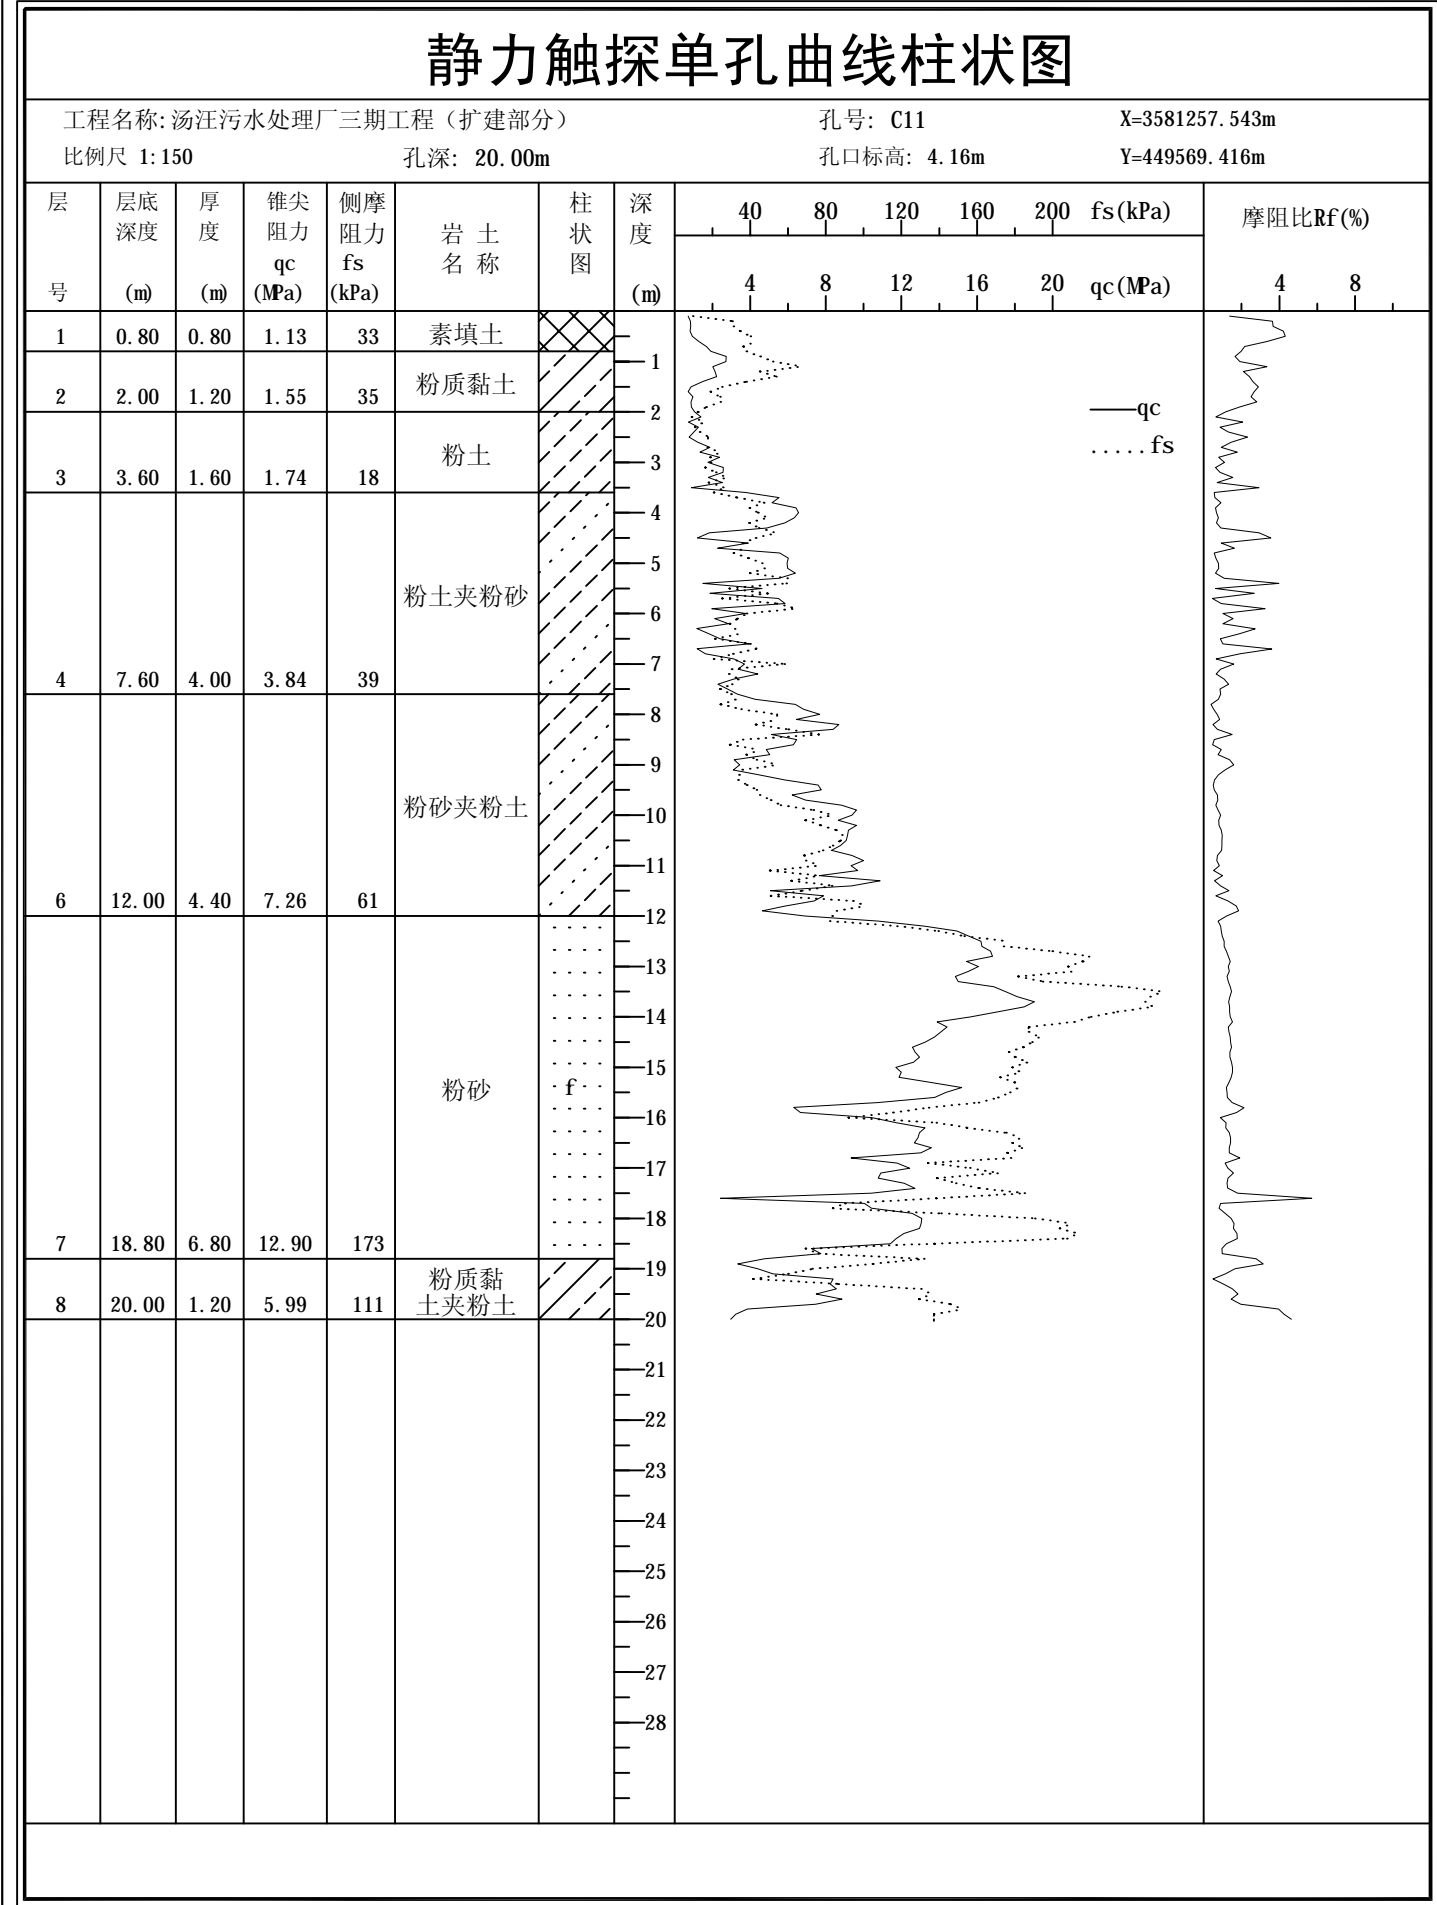 静力触探单孔曲线柱状图
工程名称:汤汪污水处理厂三期工程（扩建部分） 孔号: C11 X=3581257.543m
比例尺 1:150 孔深: 20.00m 孔口标高: 4.16m Y=449569.416m
层号 层底深度(m) 厚度(m) 锥尖阻力qc(MPa) 侧摩阻力fs(kPa) 岩土名称 柱状图 深度(m)
40 80 120 160 200 fs(kPa) 摩阻比Rf(%)
4 8 12 16 20 qc(MPa) 4 8
1 0.80 0.80 1.13 33 素填土
2 2.00 1.20 1.55 35 粉质黏土
3 3.60 1.60 1.74 18 粉土
4 7.60 4.00 3.84 39 粉土夹粉砂
6 12.00 4.40 7.26 61 粉砂夹粉土
7 18.80 6.80 12.90 173 粉砂
f
8 20.00 1.20 5.99 111 粉质黏
土夹粉土
1
2
3
4
5
6
7
8
9
10
11
12
13
14
15
16
17
18
19
20
21
22
23
24
25
26
27
28
——qc
.....fs